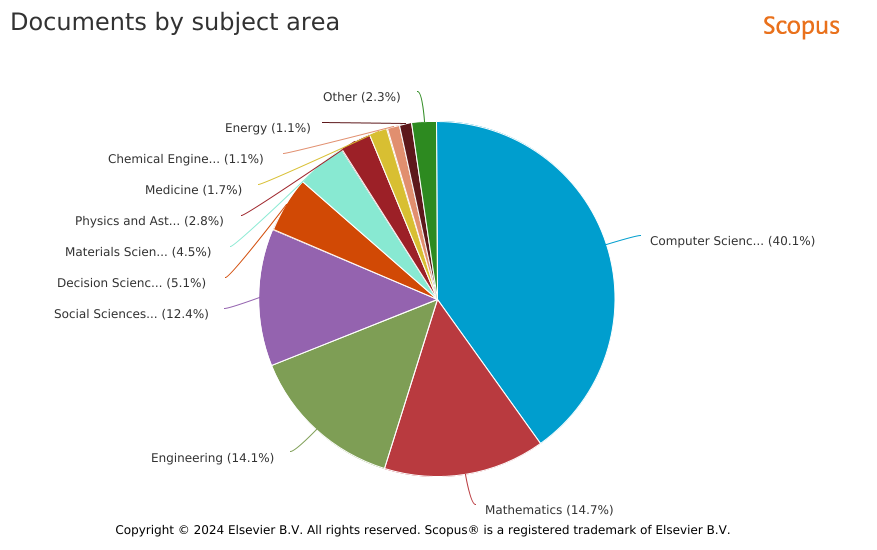 Documents by subject area
Scopus
Other (2.3%)
Energy (1.1%)
Chemical Engine... (1.1%)
Medicine (1.7%)
Physics and Ast... (2.8%)
Materials Scien... (4.5%)
Decision Scienc... (5.1%)
Social Sciences... (12.4%)
Computer Scienc... (40.1%)
Engineering (14.1%)
Mathematics (14.7%)
Copyright © 2024 Elsevier B.V. All rights reserved. Scopus® is a registered trademark of Elsevier B.V.